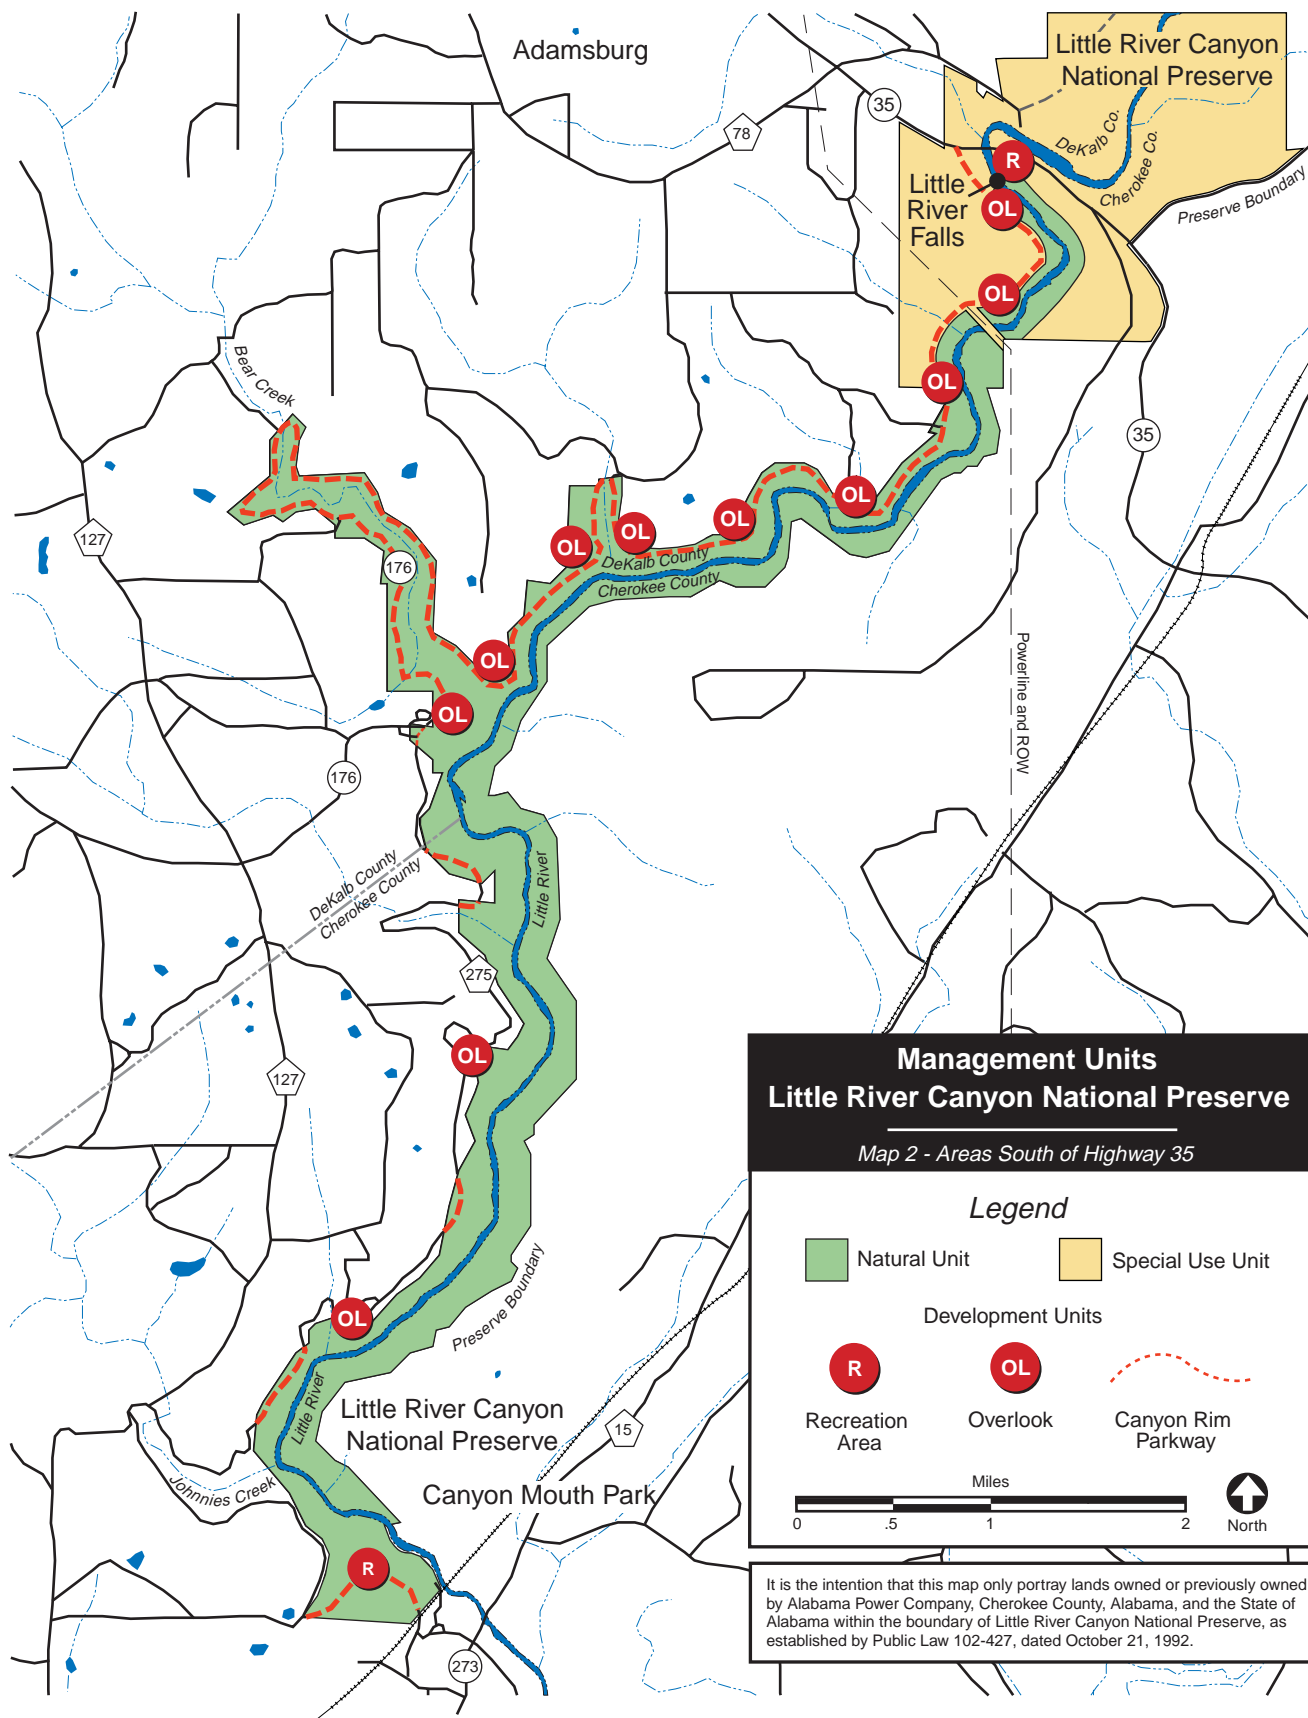 Adamsburg
Little River Canyon
National Preserve
35
78
DeKalb Co.
Cherokee Co.
R
Preserve Boundary
Little
River
Falls
OL
OL
Bear Creek
OL
35
OL
OL
OL
OL
127
DeKalb County
Cherokee County
176
Powerline and ROW
OL
OL
176
DeKalb County
Cherokee County
Little River
275
OL
127
Management Units
Little River Canyon National Preserve
Map 2 - Areas South of Highway 35
Legend
Natural Unit
Special Use Unit
Development Units
R
OL
Recreation
Area
Overlook
Canyon Rim
Parkway
Miles
0 .5 1 2
North
Preserve Boundary
OL
Little River
Little River Canyon
National Preserve
15
Johnnies Creek
Canyon Mouth Park
R
273
It is the intention that this map only portray lands owned or previously owned
by Alabama Power Company, Cherokee County, Alabama, and the State of
Alabama within the boundary of Little River Canyon National Preserve, as
established by Public Law 102-427, dated October 21, 1992.